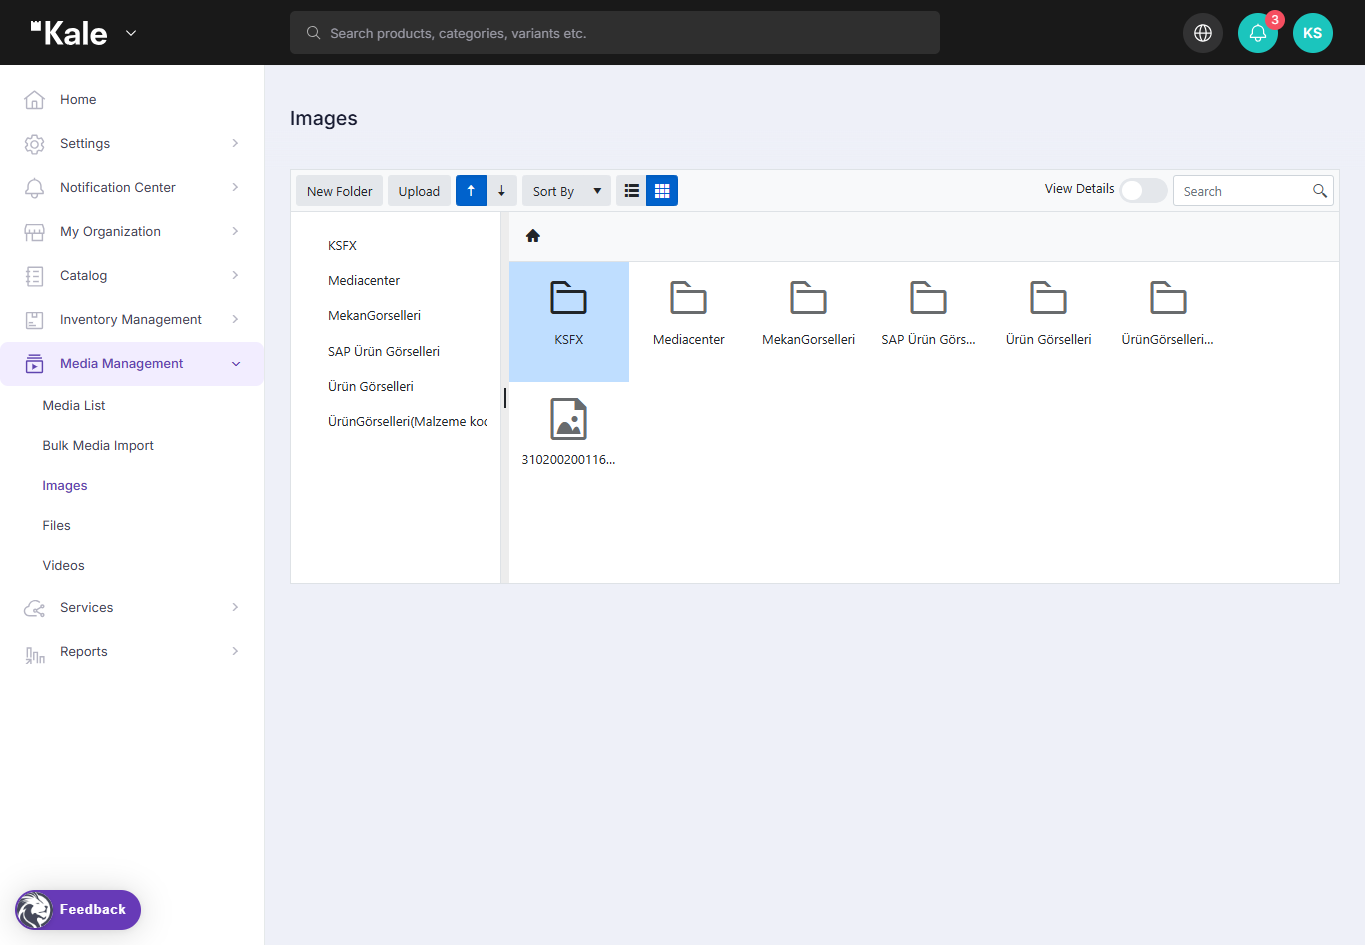 Kale
Search products, categories, variants etc.
3
KS
Home
Settings
Notification Center
My Organization
Catalog
Inventory Management
Media Management
Media List
Bulk Media Import
Images
Files
Videos
Services
Reports
Feedback
Images
New Folder Upload Sort By View Details Search
KSFX
Mediacenter
MekanGorselleri
SAP Ürün Görselleri
Ürün Görselleri
ÜrünGörselleri(Malzeme koc
KSFX Mediacenter MekanGorselleri SAP Ürün Görs... Ürün Görselleri ÜrünGörselleri...
310200200116...